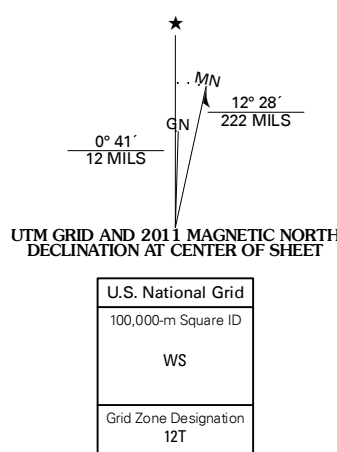 ★
MN
GN
12° 28´
222 MILS
0° 41´
12 MILS
UTM GRID AND 2011 MAGNETIC NORTH
DECLINATION AT CENTER OF SHEET
U.S. National Grid
100,000-m Square ID
WS
Grid Zone Designation
12T